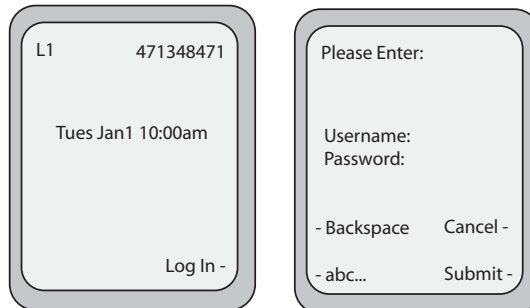 L1 471348471
Tues Jan1 10:00am
Log In -
Please Enter:
Username:
Password:
- Backspace Cancel -
- abc... Submit -